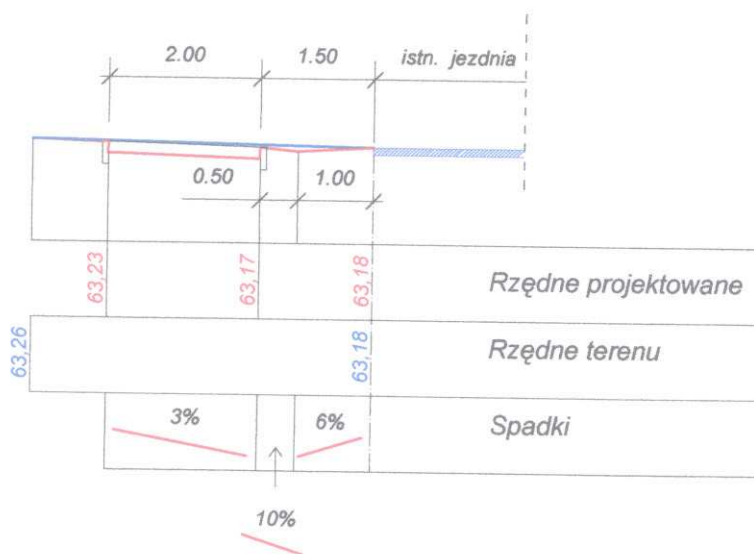 2.00 1.50 istn. jezdnia
0.50 1.00
63,23 63,17 63,18 Rzędne projektowane
63,26 63,18 Rzędne terenu
3% 6% Spadki
10%